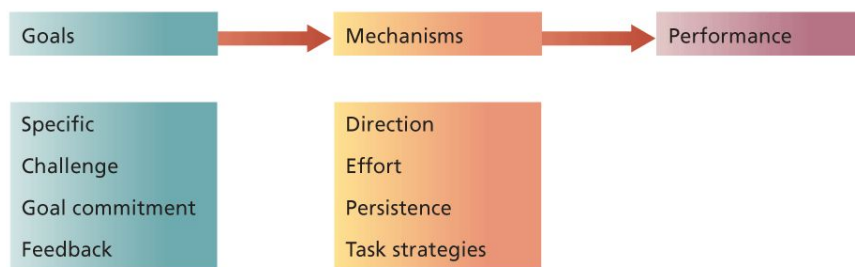 Goals
Mechanisms
Performance
Specific
Challenge
Goal commitment
Feedback
Direction
Effort
Persistence
Task strategies